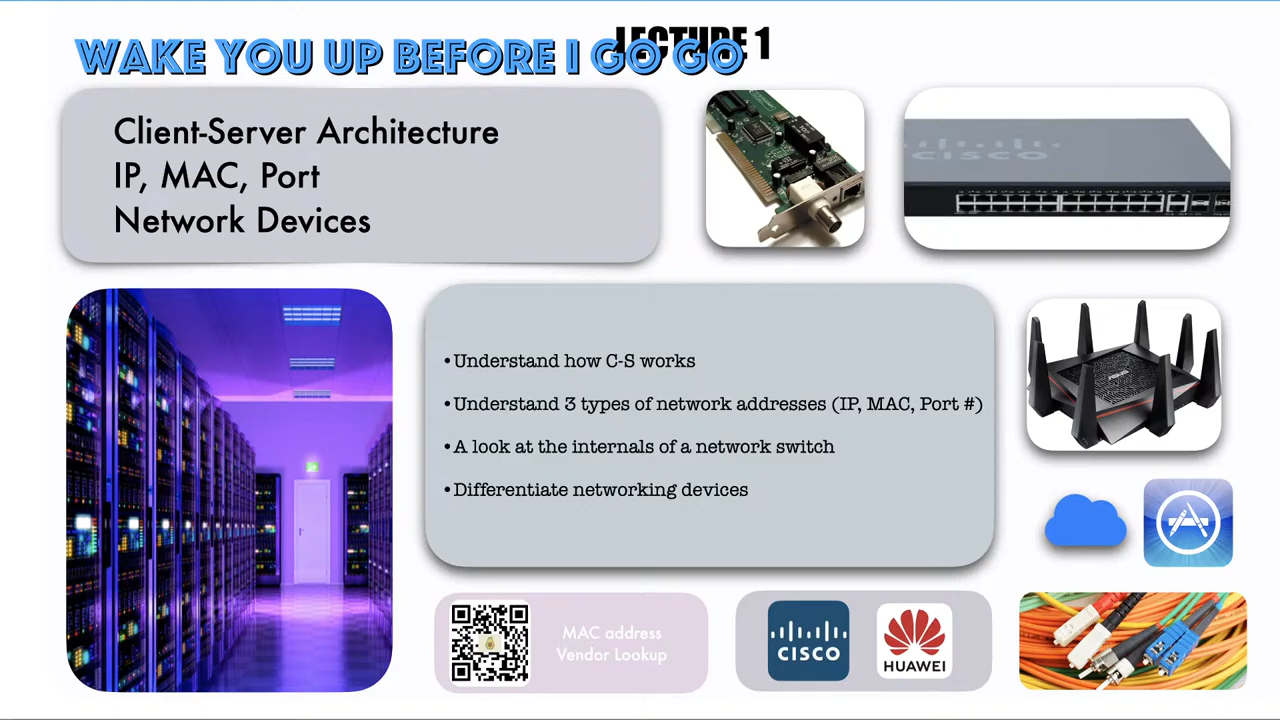 LECTURE 1
WAKE YOU UP BEFORE I GO GO
Client-Server Architecture
IP, MAC, Port
Network Devices
CISCO
•Understand how C-S works
•Understand 3 types of network addresses (IP, MAC, Port #)
•A look at the internals of a network switch
•Differentiate networking devices
MAC address
Vendor Lookup
CISCO
HUAWEI